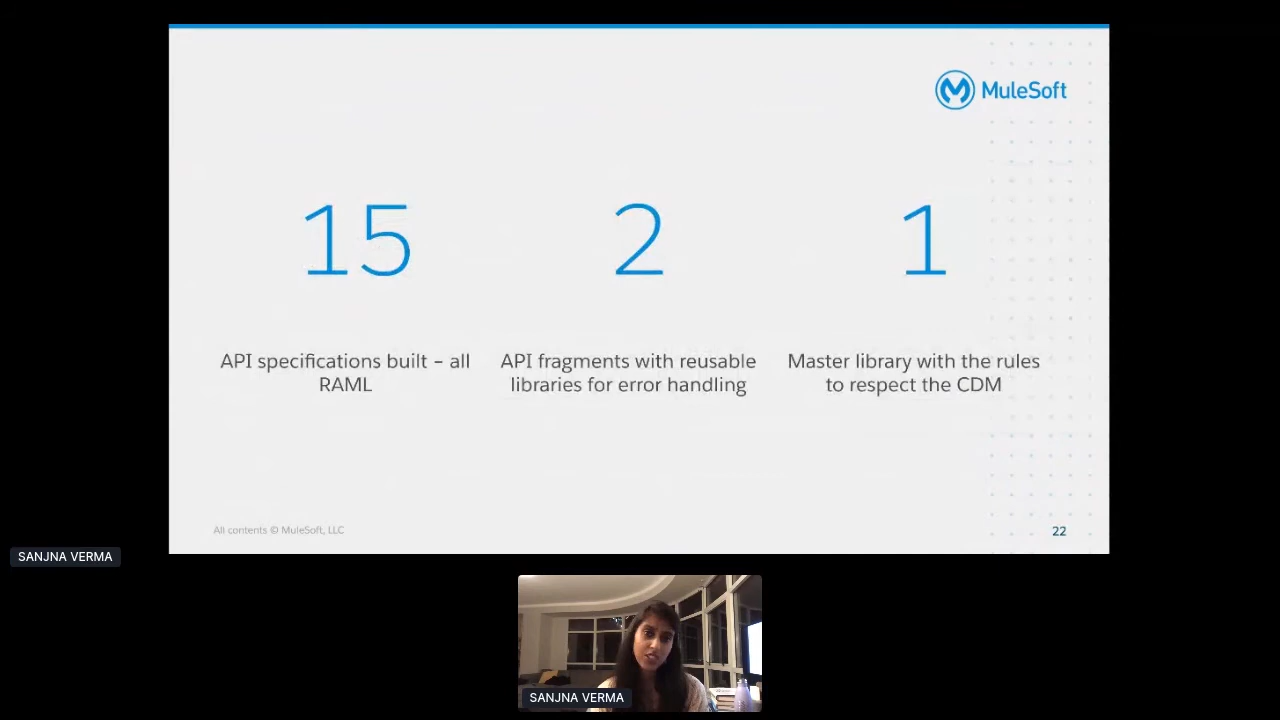 MuleSoft
15
2
1
API specifications built – all
RAML
API fragments with reusable
libraries for error handling
Master library with the rules
to respect the CDM
All contents © MuleSoft, LLC
22
SANJNA VERMA
SANJNA VERMA